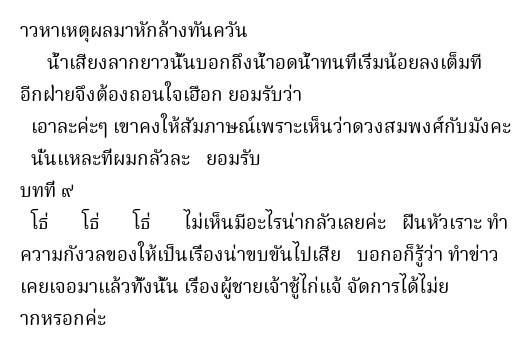 าวหาเหตุผลมาหักล้างทันควัน
น้ำเสียงลากยาวนั้นบอกถึงน้ำอดน้ำทนที่เริ่มน้อยลงเต็มที
อีกฝ่ายจึงต้องถอนใจเฮือก ยอมรับว่า
เอาละค่ะๆ เขาคงให้สัมภาษณ์เพราะเห็นว่าดวงสมพงศ์กับมังคะ
นั่นแหละที่ผมกลัวละ ยอมรับ
บทที่ ๙
โธ่ โธ่ โธ่ ไม่เห็นมีอะไรน่ากลัวเลยค่ะ ฝืนหัวเราะ ทำ
ความกังวลของให้เป็นเรื่องน่าขบขันไปเสีย บอกอก็รู้ว่า ทำข่าว
เคยเจอมาแล้วทั้งนั้น เรื่องผู้ชายเจ้าชู้ไก่แจ้ จัดการได้ไม่ย
ากหรอกค่ะ